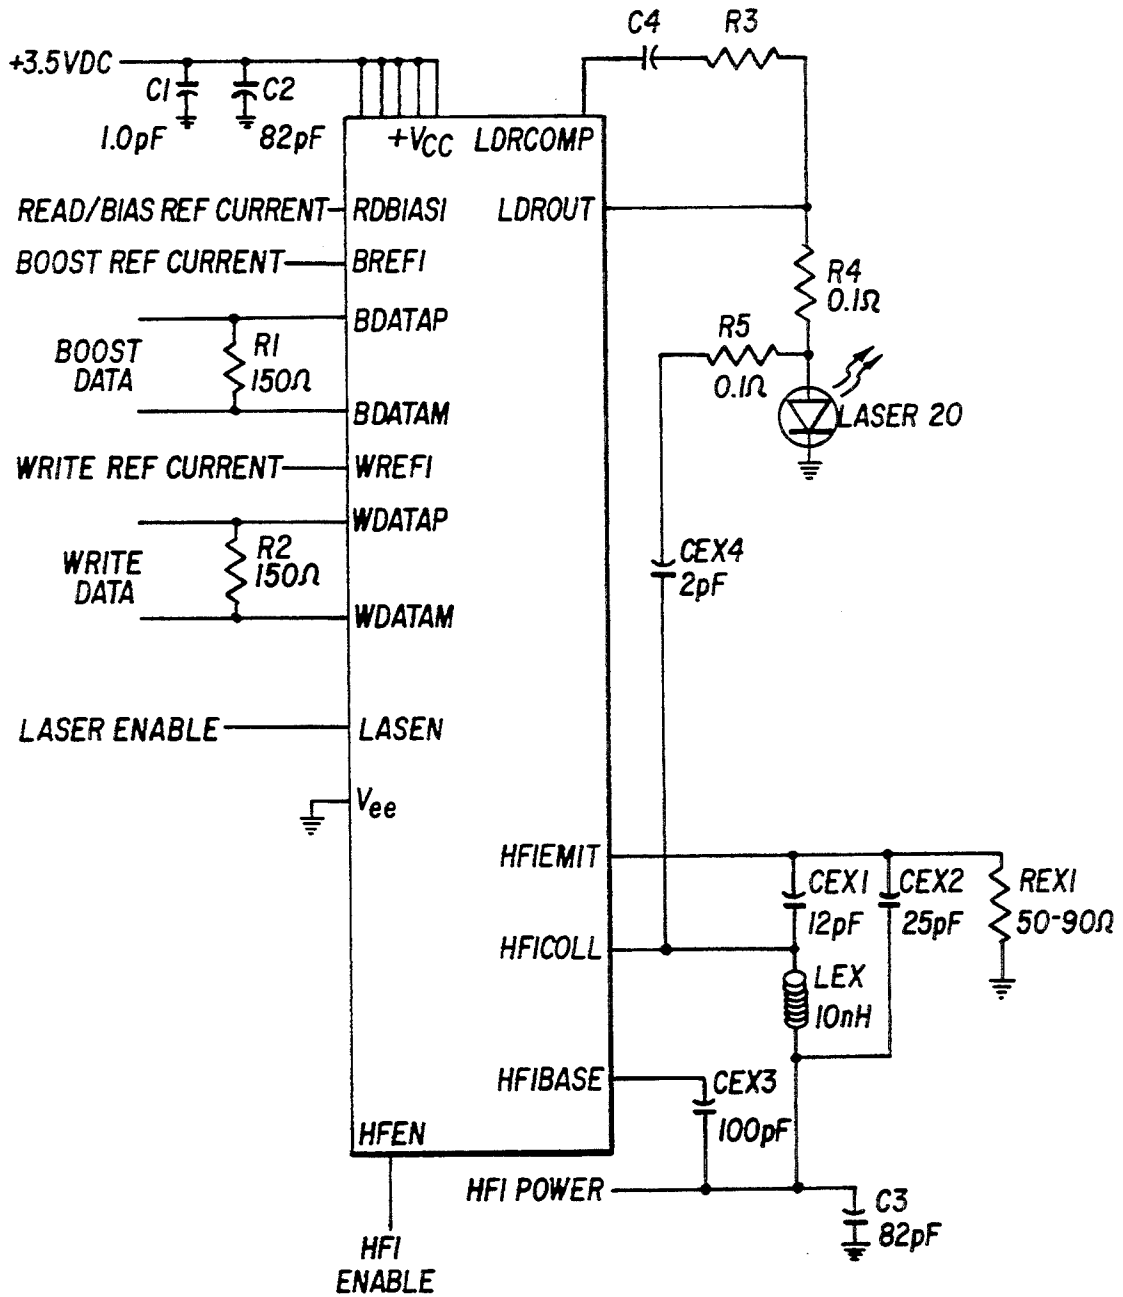 C4
R3
+3.5VDC
C1
C2
1.0pF
82pF
+VCC
LDRCOMP
READ/BIAS REF CURRENT
RDBIASI
LDROUT
BOOST REF CURRENT
BREFI
R4
0.1Ω
BDATAP
R5
BOOST
DATA
R1
150Ω
0.1Ω
BDATAM
LASER 20
WRITE REF CURRENT
WREFI
WDATAP
WRITE
DATA
R2
150Ω
CEX4
2pF
WDATAM
LASER ENABLE
LASEN
Vee
HFIEMIT
CEX1
12pF
CEX2
25pF
REX1
50-90Ω
HFICOLL
LEX
10nH
HFIBASE
CEX3
100pF
HFEN
HFI POWER
C3
82pF
HFI
ENABLE